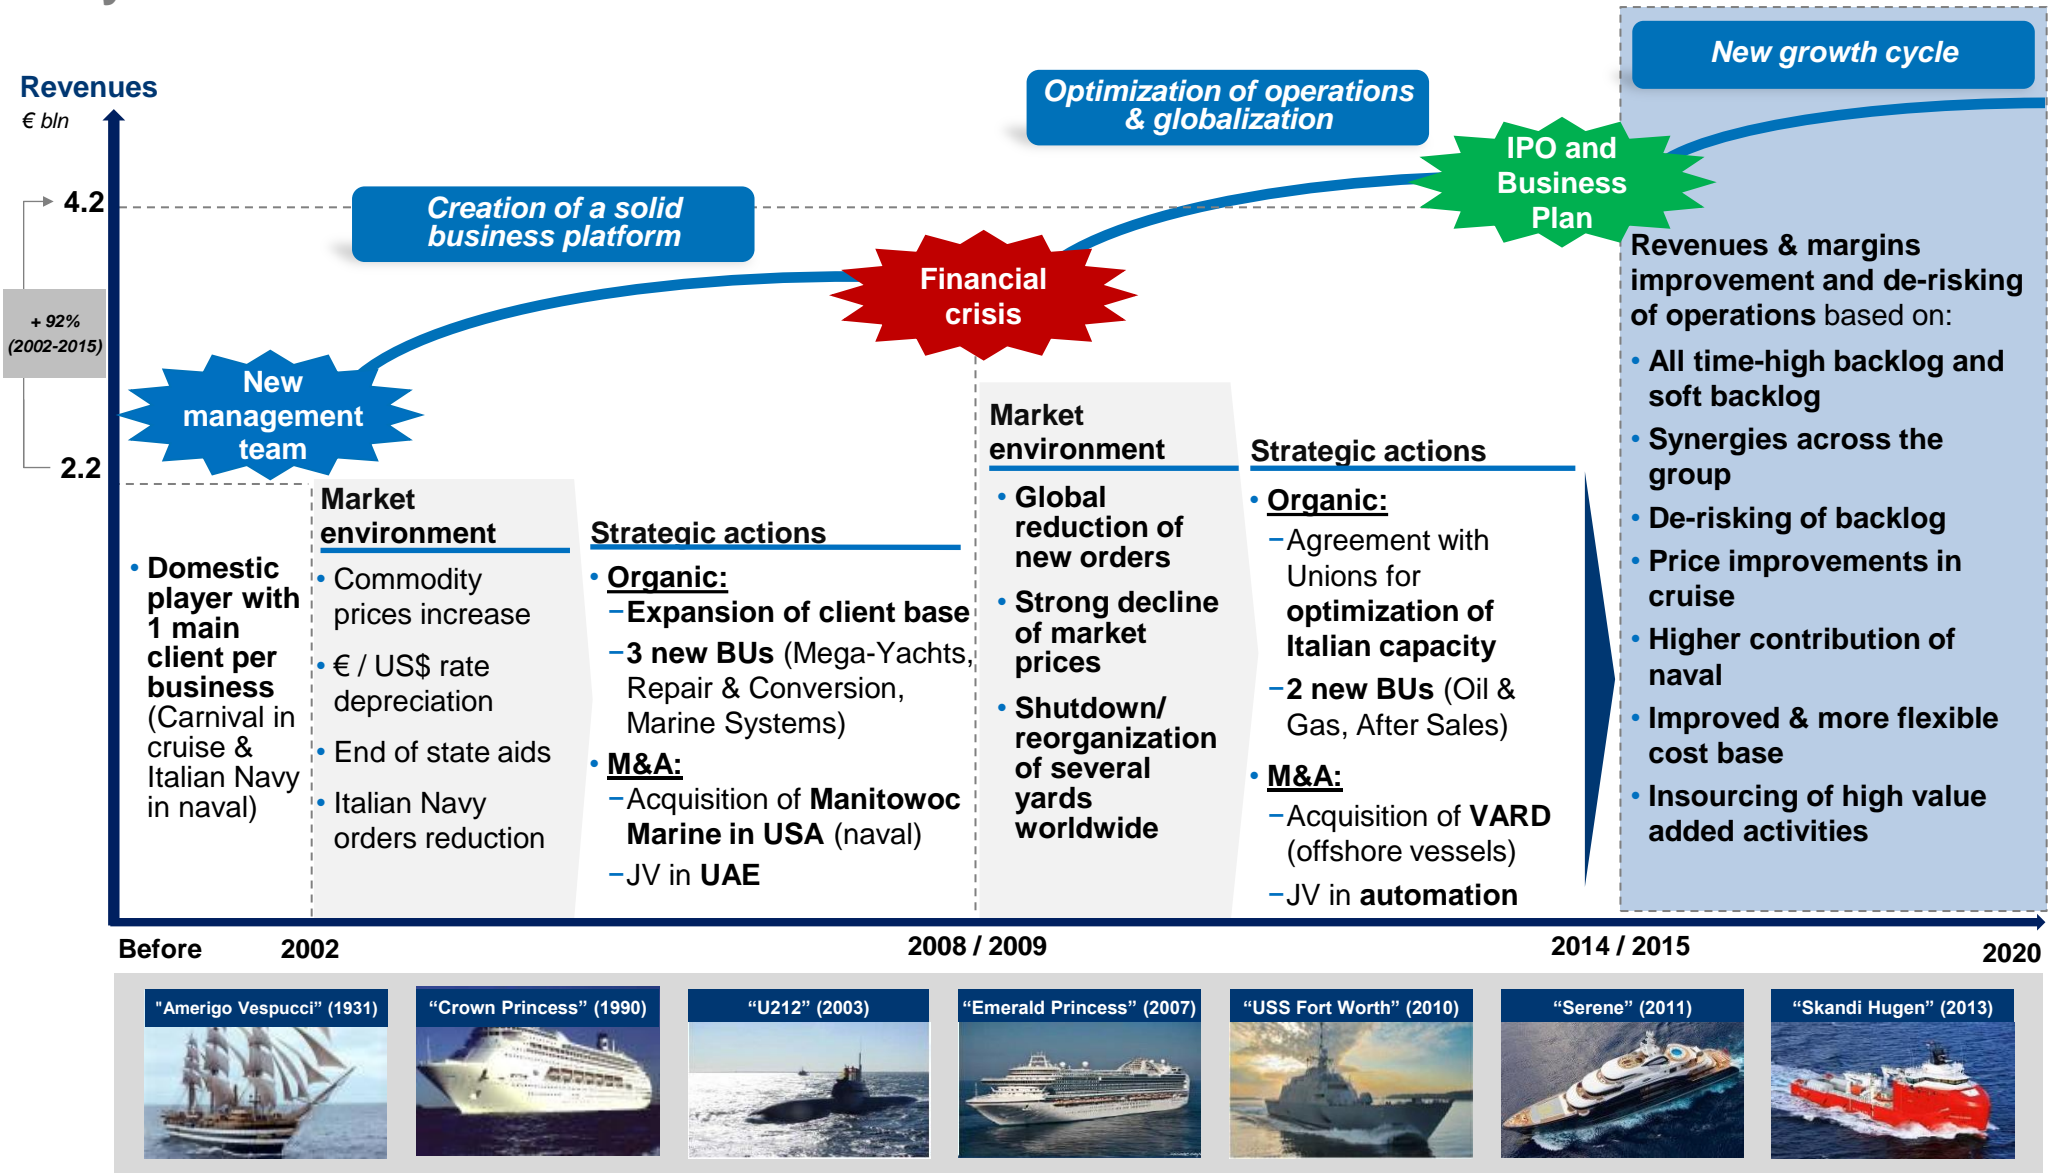 New growth cycle
Revenues
€ bln
Optimization of operations
& globalization
IPO and
Business
Plan
4.2
Creation of a solid
business platform
Financial
crisis
+ 92%
(2002-2015)
New
management
team
2.2
• Domestic
player with
1 main
client per
business
(Carnival in
cruise &
Italian Navy
in naval)
Market
environment
• Commodity
prices increase
• € / US$ rate
depreciation
• End of state aids
• Italian Navy
orders reduction
Strategic actions
• Organic:
−Expansion of client base
−3 new BUs (Mega-Yachts,
Repair & Conversion,
Marine Systems)
• M&A:
−Acquisition of Manitowoc
Marine in USA (naval)
−JV in UAE
Market
environment
• Global
reduction of
new orders
• Strong decline
of market
prices
• Shutdown/
reorganization
of several
yards
worldwide
Strategic actions
• Organic:
−Agreement with
Unions for
optimization of
Italian capacity
−2 new BUs (Oil &
Gas, After Sales)
• M&A:
−Acquisition of VARD
(offshore vessels)
−JV in automation
Revenues & margins
improvement and de-risking
of operations based on:
• All time-high backlog and
soft backlog
• Synergies across the
group
• De-risking of backlog
• Price improvements in
cruise
• Higher contribution of
naval
• Improved & more flexible
cost base
• Insourcing of high value
added activities
Before
2002
2008 / 2009
2014 / 2015
2020
"Amerigo Vespucci” (1931)
“Crown Princess” (1990)
“U212” (2003)
“Emerald Princess” (2007)
“USS Fort Worth” (2010)
“Serene” (2011)
“Skandi Hugen” (2013)